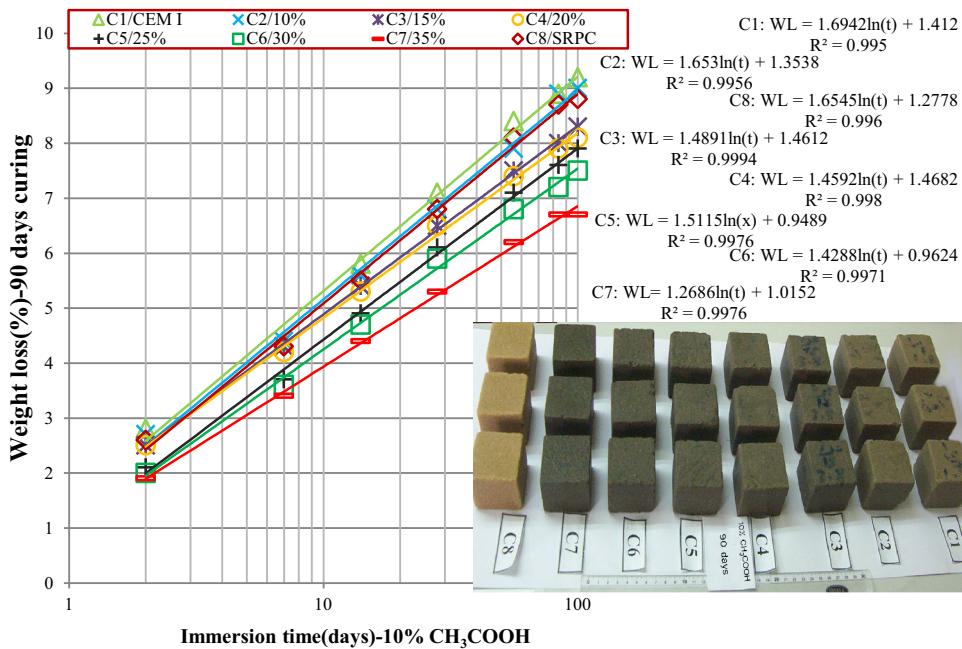 C1/CEM I C2/10% C3/15% C4/20%
C5/25% C6/30% C7/35% C8/SRPC
C1: WL = 1.6942ln(t) + 1.412
R² = 0.995
C2: WL = 1.653ln(t) + 1.3538
R² = 0.9956
C8: WL = 1.6545ln(t) + 1.2778
R² = 0.996
C3: WL = 1.4891ln(t) + 1.4612
R² = 0.9994
C4: WL = 1.4592ln(t) + 1.4682
R² = 0.998
C5: WL = 1.5115ln(x) + 0.9489
R² = 0.9976
C6: WL = 1.4288ln(t) + 0.9624
R² = 0.9971
C7: WL= 1.2686ln(t) + 1.0152
R² = 0.9976
Weight loss(%)-90 days curing
10
9
8
7
6
5
4
3
2
1
0
1 10 100
Immersion time(days)-10% CH₃COOH
C8 C7 C6 C5 C4 C3 C2 C1
10% CH₃COOH
90 days